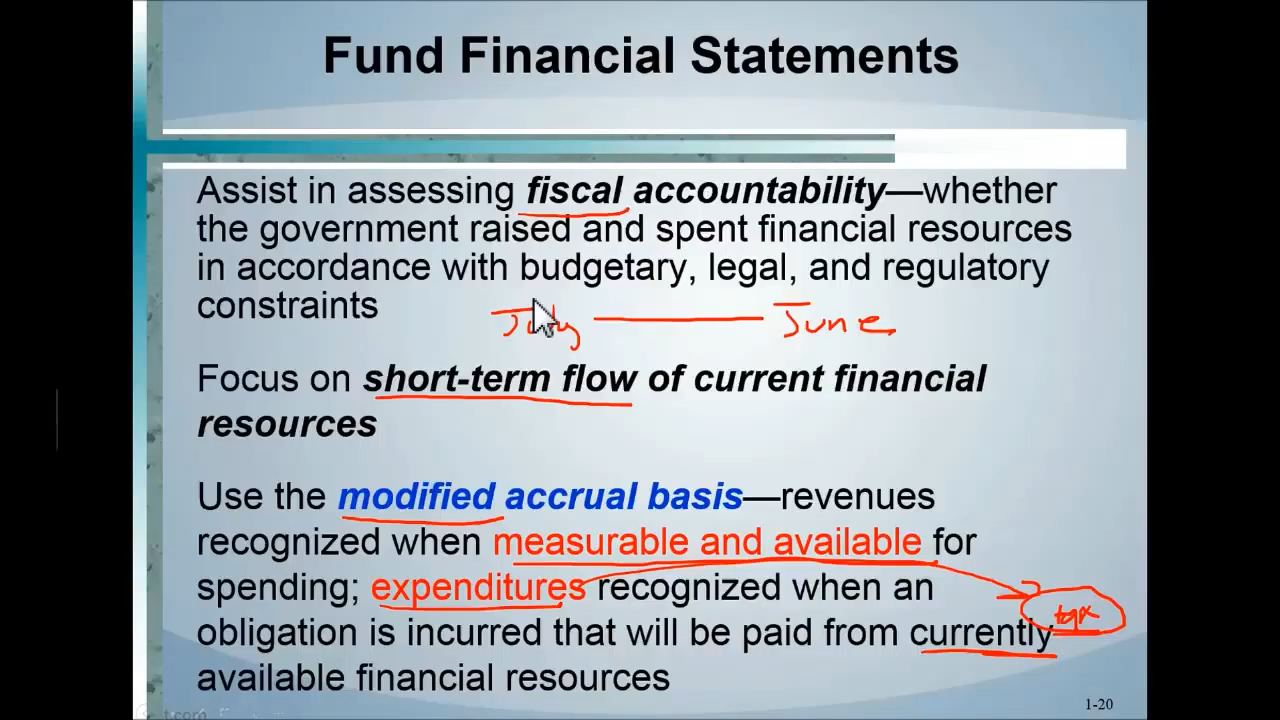 Fund Financial Statements
Assist in assessing fiscal accountability—whether
the government raised and spent financial resources
in accordance with budgetary, legal, and regulatory
constraints
July June
Focus on short-term flow of current financial
resources
Use the modified accrual basis—revenues
recognized when measurable and available for
spending; expenditures recognized when an
obligation is incurred that will be paid from currently
tax
available financial resources
1-20